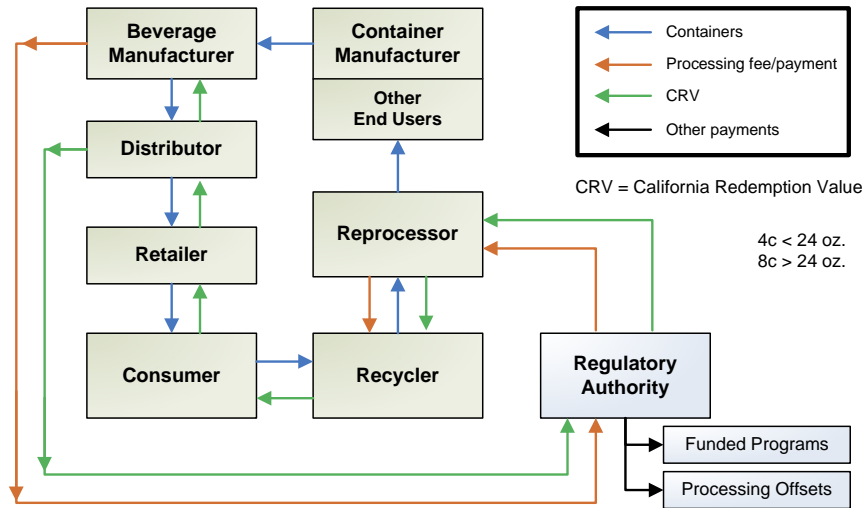 Beverage
Manufacturer
Container
Manufacturer
Other
End Users
Distributor
Retailer
Reprocessor
Consumer
Recycler
Regulatory
Authority
Funded Programs
Processing Offsets
Containers
Processing fee/payment
CRV
Other payments
CRV = California Redemption Value
4c < 24 oz.
8c > 24 oz.